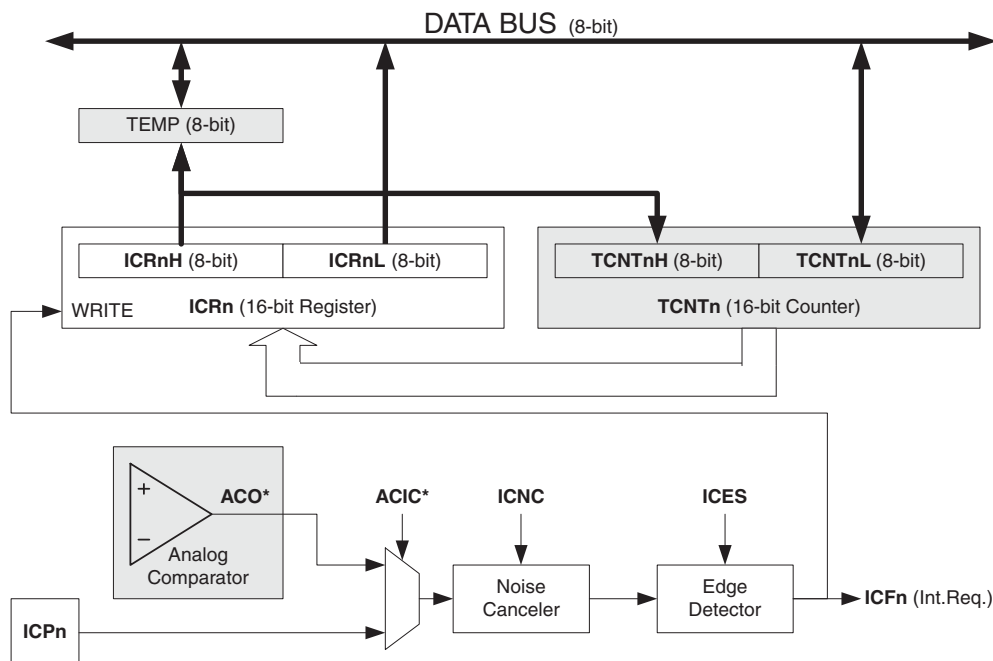 DATA BUS (8-bit)
TEMP (8-bit)
ICRnH (8-bit)
ICRnL (8-bit)
TCNTnH (8-bit)
TCNTnL (8-bit)
WRITE
ICRn (16-bit Register)
TCNTn (16-bit Counter)
+
−
ACO*
Analog
Comparator
ACIC*
ICNC
ICES
Noise
Canceler
Edge
Detector
ICFn (Int.Req.)
ICPn